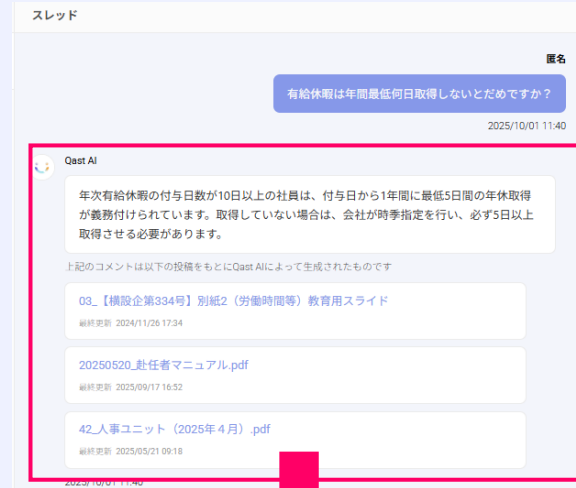 スレッド
匿名
有給休暇は年間最低何日取得しないとだめですか？
2025/10/01 11:40
Qast AI
年次有給休暇の付与日数が10日以上の社員は、付与日から1年間に最低5日間の年休取得
が義務付けられています。取得していない場合は、会社が時季指定を行い、必ず5日以上
取得させる必要があります。
上記のコメントは以下の投稿をもとにQast AIによって生成されたものです
03_【横設企第334号】別紙2（労働時間等）教育用スライド
最終更新 2024/11/26 17:34
20250520_赴任者マニュアル.pdf
最終更新 2025/09/17 16:52
42_人事ユニット（2025年４月）.pdf
最終更新 2025/05/21 09:18
2025/10/01 11:40